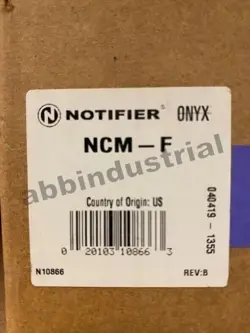 NOTIFIER® ONYX
NCM - F
abbindustrial
Country of Origin: US
040419 - 1355
0 20103 10866 3
N10866
REV:B